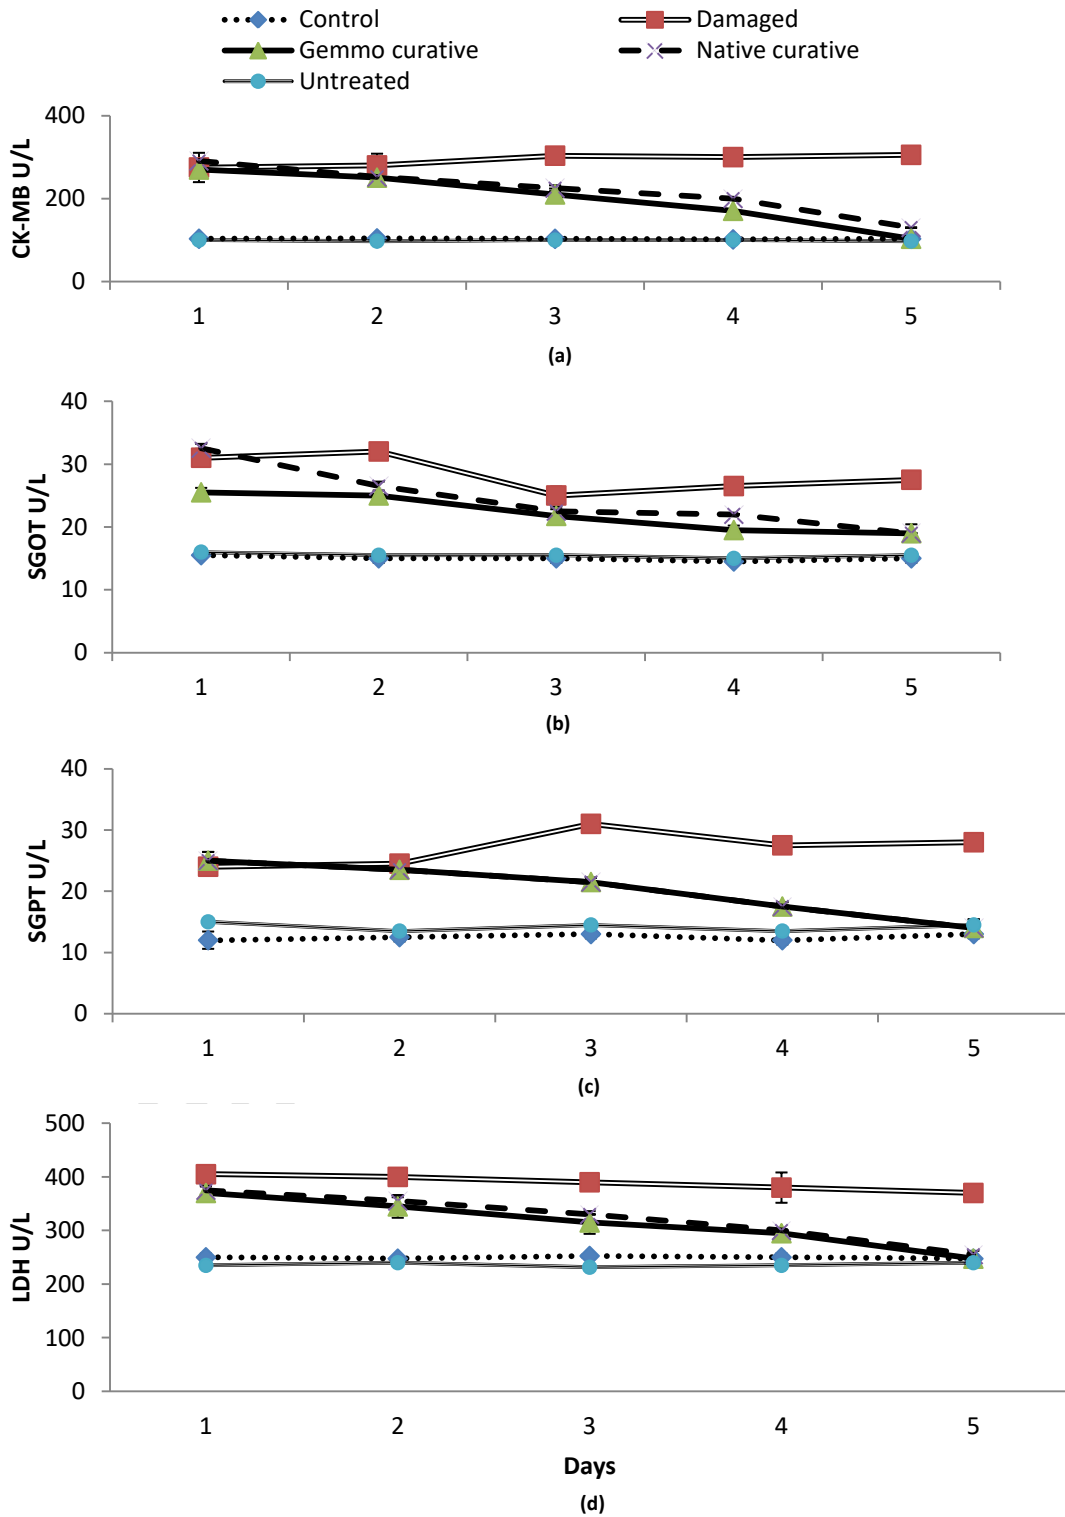 Control Damaged
Gemmo curative Native curative
Untreated
CK-MB U/L
400
200
0
1 2 3 4 5
(a)
SGOT U/L
40
30
20
10
0
1 2 3 4 5
(b)
SGPT U/L
40
30
20
10
0
1 2 3 4 5
(c)
LDH U/L
500
400
300
200
100
0
1 2 3 4 5
Days
(d)